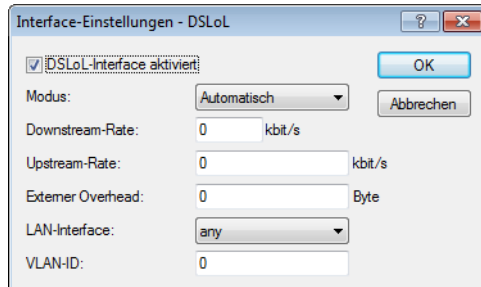 Interface-Einstellungen - DSLoL
DSLoL-Interface aktiviert
OK
Modus: Automatisch
Abbrechen
Downstream-Rate: 0 kbit/s
Upstream-Rate: 0 kbit/s
Externer Overhead: 0 Byte
LAN-Interface: any
VLAN-ID: 0